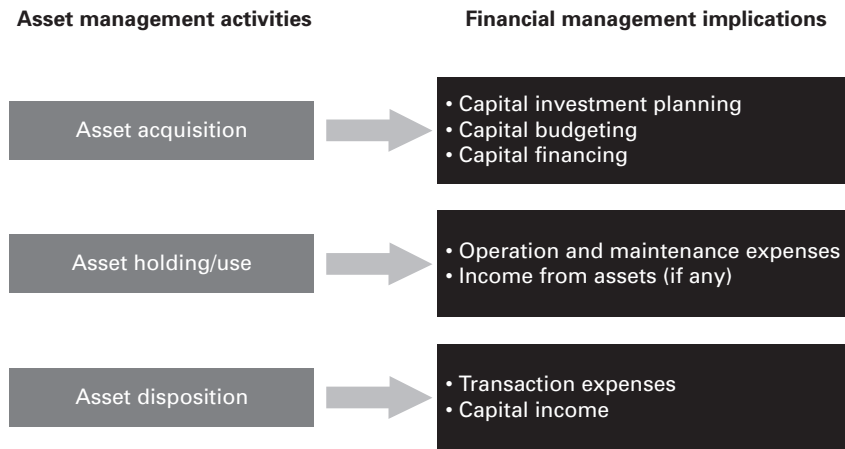 Asset management activities
Financial management implications
Asset acquisition
• Capital investment planning
• Capital budgeting
• Capital financing
Asset holding/use
• Operation and maintenance expenses
• Income from assets (if any)
Asset disposition
• Transaction expenses
• Capital income